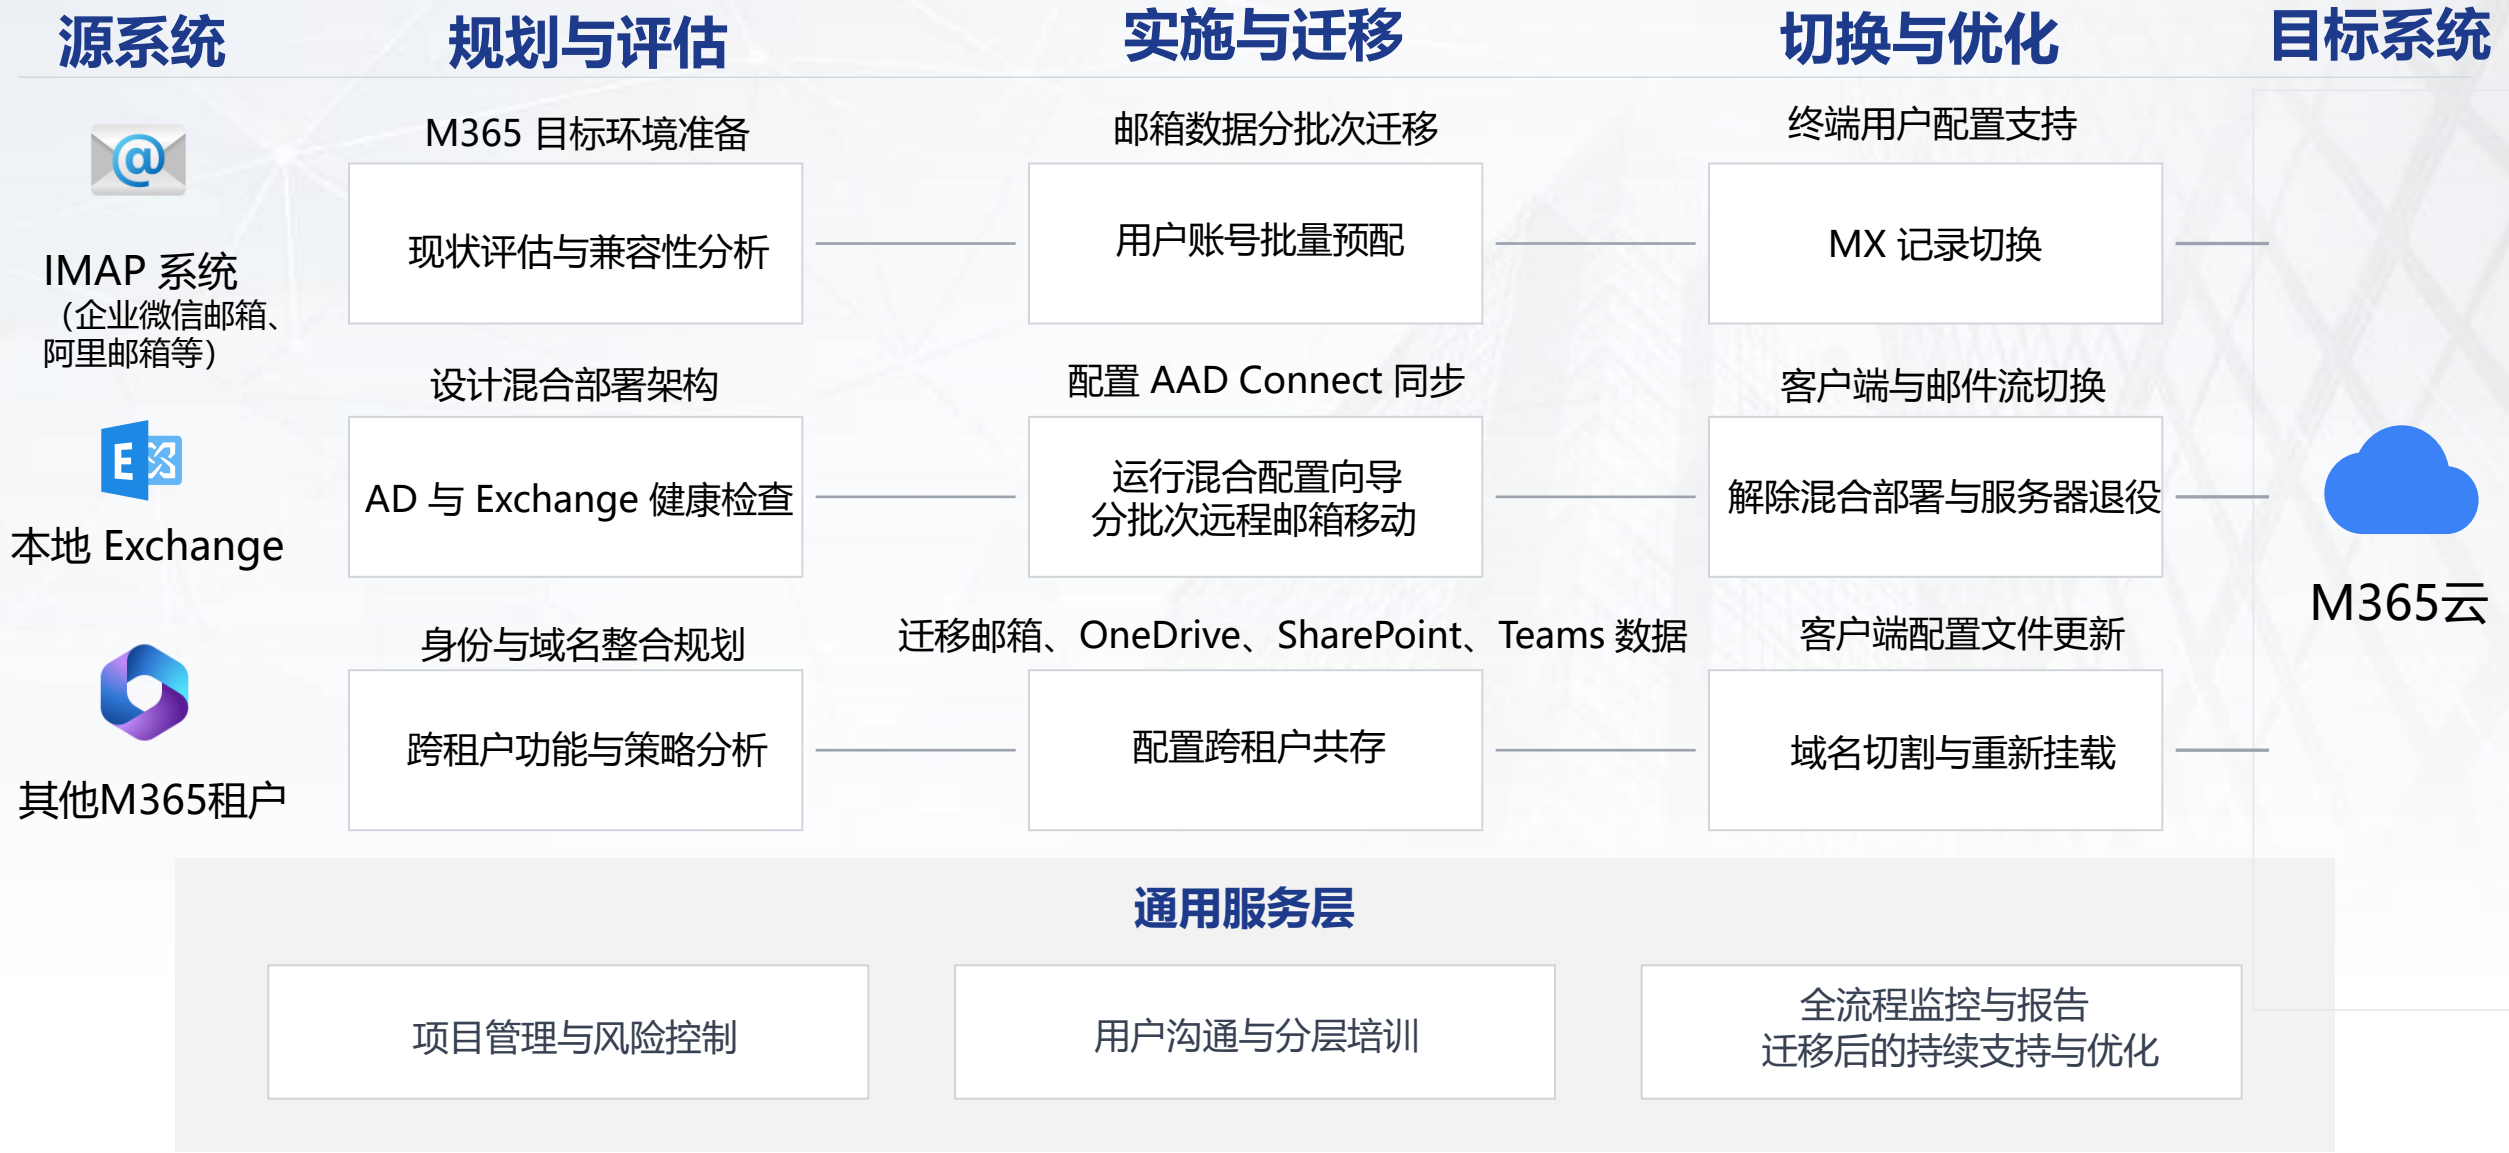 源系统
规划与评估
实施与迁移
切换与优化
目标系统
M365 目标环境准备
邮箱数据分批次迁移
终端用户配置支持
@
现状评估与兼容性分析
用户账号批量预配
MX 记录切换
IMAP 系统
（企业微信邮箱、
阿里邮箱等）
设计混合部署架构
配置 AAD Connect 同步
客户端与邮件流切换
E
本地 Exchange
AD 与 Exchange 健康检查
运行混合配置向导
分批次远程邮箱移动
解除混合部署与服务器退役
M365云
身份与域名整合规划
迁移邮箱、OneDrive、SharePoint、Teams 数据
客户端配置文件更新
其他M365租户
跨租户功能与策略分析
配置跨租户共存
域名切割与重新挂载
通用服务层
项目管理与风险控制
用户沟通与分层培训
全流程监控与报告
迁移后的持续支持与优化